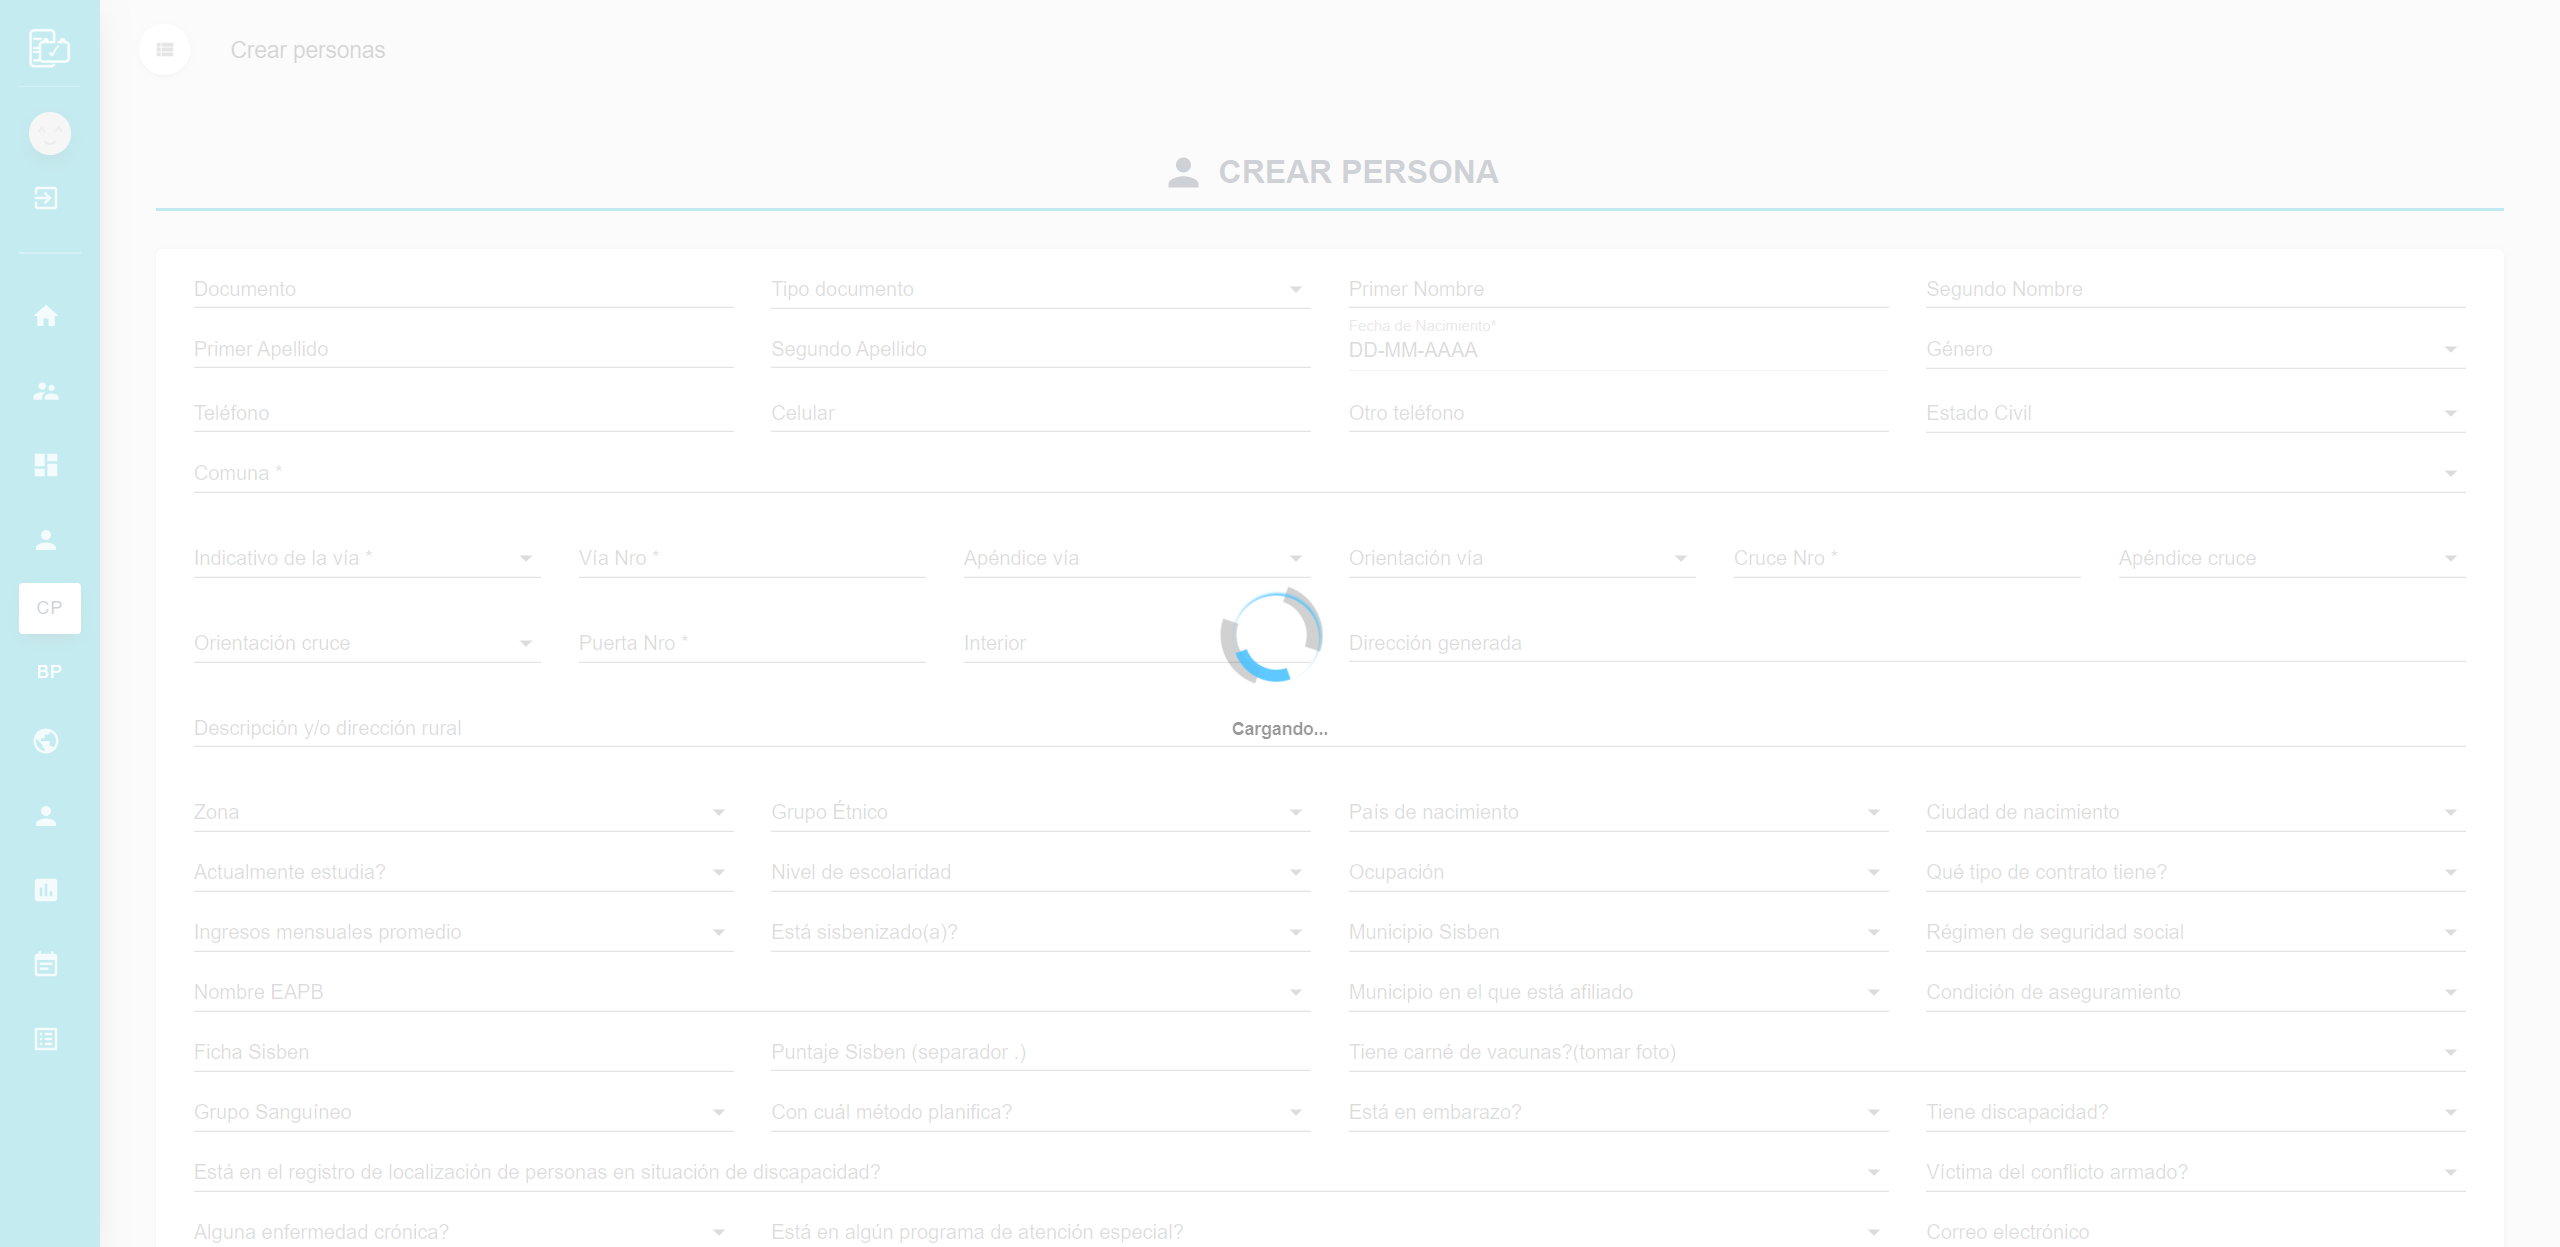 Crear personas
CREAR PERSONA
Documento
Tipo documento
Primer Nombre
Segundo Nombre
Primer Apellido
Segundo Apellido
Fecha de Nacimiento*
DD-MM-AAAA
Género
Teléfono
Celular
Otro teléfono
Estado Civil
Comuna *
Indicativo de la vía *
Vía Nro *
Apéndice vía
Orientación vía
Cruce Nro *
Apéndice cruce
CP
Orientación cruce
Puerta Nro *
Interior
Dirección generada
BP
Descripción y/o dirección rural
Cargando...
Zona
Grupo Étnico
País de nacimiento
Ciudad de nacimiento
Actualmente estudia?
Nivel de escolaridad
Ocupación
Qué tipo de contrato tiene?
Ingresos mensuales promedio
Está sisbenizado(a)?
Municipio Sisben
Régimen de seguridad social
Nombre EAPB
Municipio en el que está afiliado
Condición de aseguramiento
Ficha Sisben
Puntaje Sisben (separador .)
Tiene carné de vacunas?(tomar foto)
Grupo Sanguíneo
Con cuál método planifica?
Está en embarazo?
Tiene discapacidad?
Está en el registro de localización de personas en situación de discapacidad?
Víctima del conflicto armado?
Alguna enfermedad crónica?
Está en algún programa de atención especial?
Correo electrónico